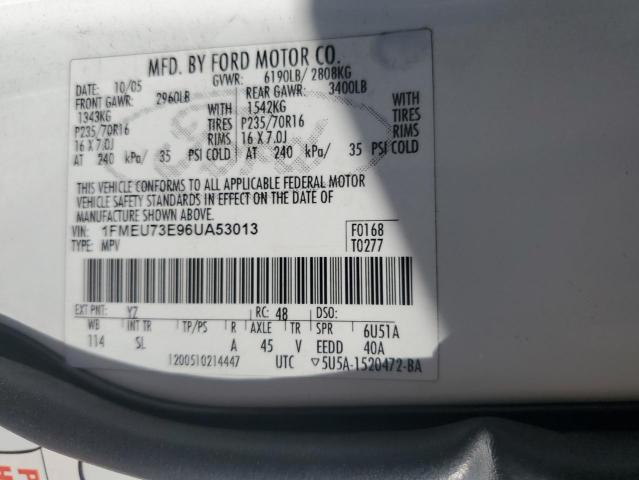 MFD. BY FORD MOTOR CO.
DATE: 10/05 GVWR: 6190LB/ 2808KG
FRONT GAWR: 2960LB REAR GAWR: 3400LB
1343KG WITH 1542KG WITH
P235/70R16 TIRES P235/70R16 TIRES
16 X 7.0J RIMS 16 X 7.0J RIMS
AT 240 kPa/ 35 PSI COLD AT 240 kPa/ 35 PSI COLD
THIS VEHICLE CONFORMS TO ALL APPLICABLE FEDERAL MOTOR
VEHICLE SAFETY STANDARDS IN EFFECT ON THE DATE OF
MANUFACTURE SHOWN ABOVE.
VIN: 1FMEU73E96UA53013 F0168
TYPE: MPV T0277
EXT PNT: YZ RC: 48 DSO:
WB INT TR TP/PS R AXLE TR SPR 6U51A
114 SL A 45 V EEDD 40A
1200510214447 UTC ▽5U5A-1520472-BA